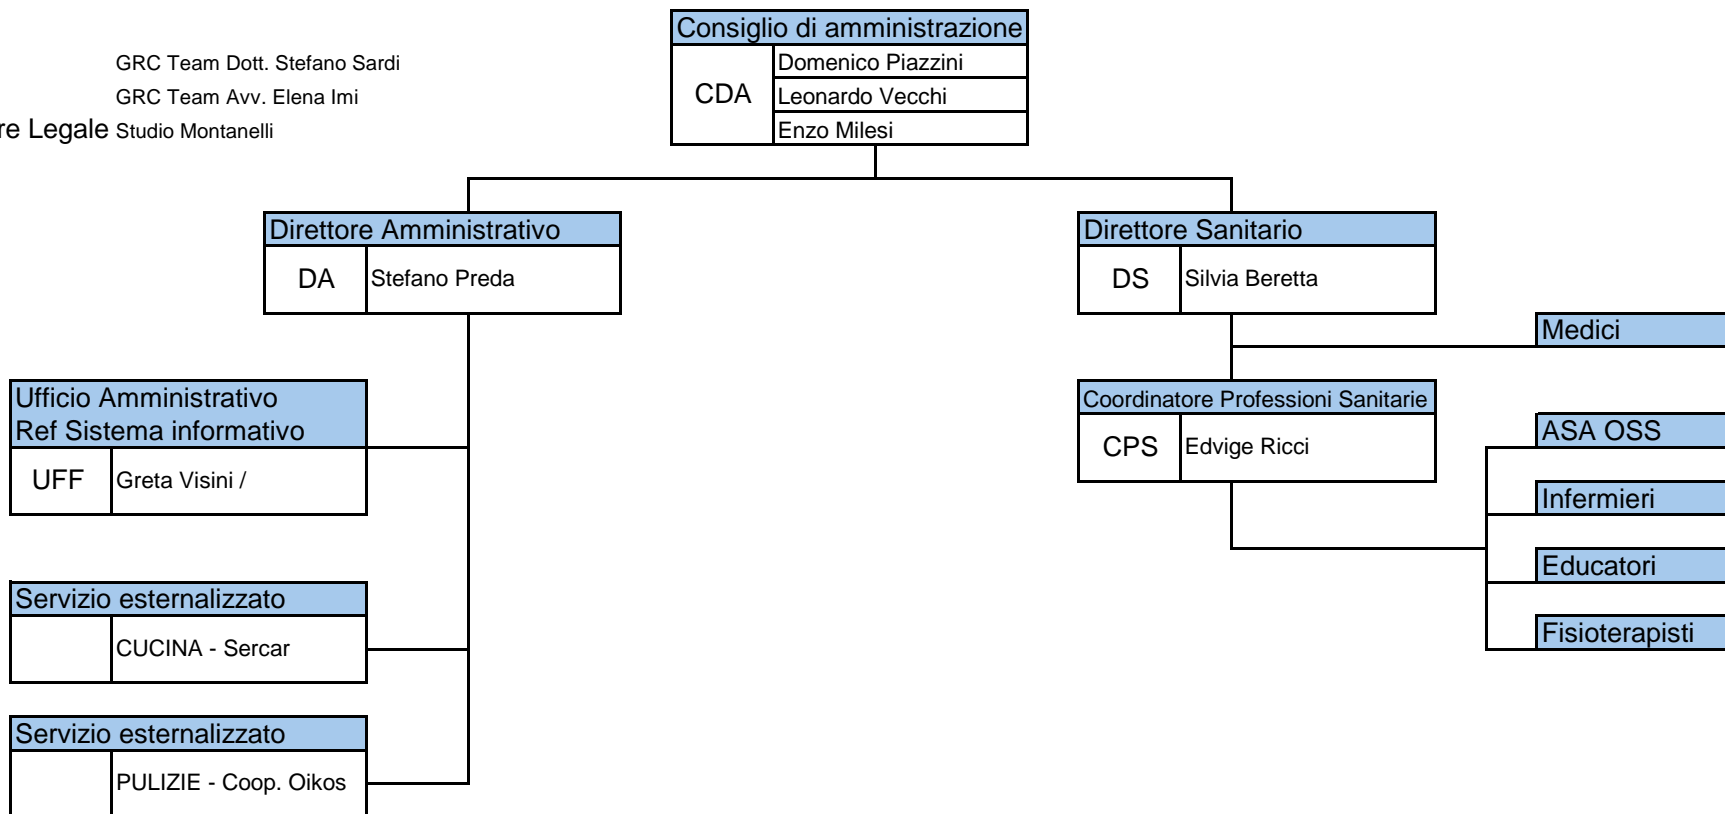 Consiglio di amministrazione
CDA
Domenico Piazzini
Leonardo Vecchi
Enzo Milesi
GRC Team Dott. Stefano Sardi
GRC Team Avv. Elena Imi
Legale Studio Montanelli
Direttore Amministrativo
DA Stefano Preda
Direttore Sanitario
DS Silvia Beretta
Medici
Ufficio Amministrativo
Ref Sistema informativo
UFF Greta Visini /
Coordinatore Professioni Sanitarie
CPS Edvige Ricci
ASA OSS
Infermieri
Educatori
Fisioterapisti
Servizio esternalizzato
CUCINA - Sercar
Servizio esternalizzato
PULIZIE - Coop. Oikos